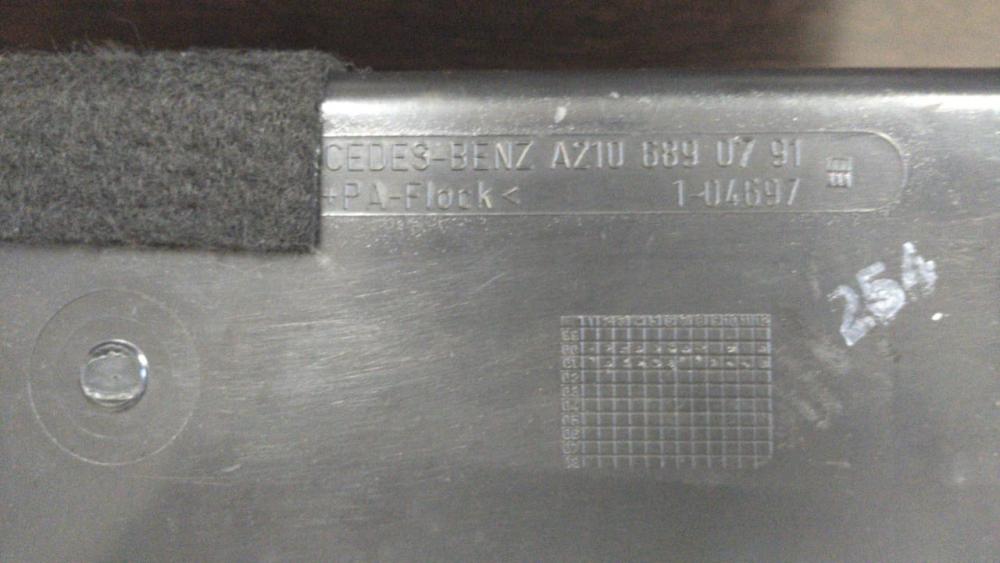 CEDES-BENZ A210 689 07 91
+PA-Flock< 1-04697
254